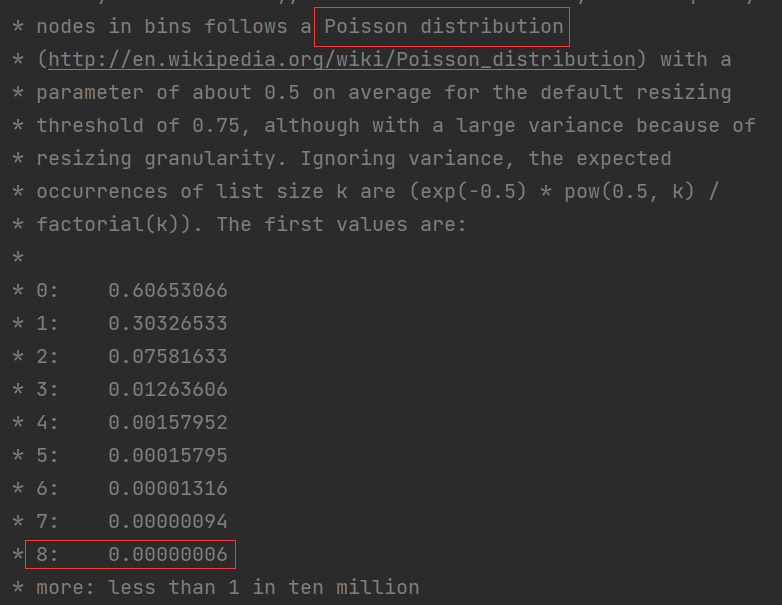 * nodes in bins follows a Poisson distribution
* (http://en.wikipedia.org/wiki/Poisson_distribution) with a
* parameter of about 0.5 on average for the default resizing
* threshold of 0.75, although with a large variance because of
* resizing granularity. Ignoring variance, the expected
* occurrences of list size k are (exp(-0.5) * pow(0.5, k) /
* factorial(k)). The first values are:
*
* 0:    0.60653066
* 1:    0.30326533
* 2:    0.07581633
* 3:    0.01263606
* 4:    0.00157952
* 5:    0.00015795
* 6:    0.00001316
* 7:    0.00000094
* 8:    0.00000006
* more: less than 1 in ten million